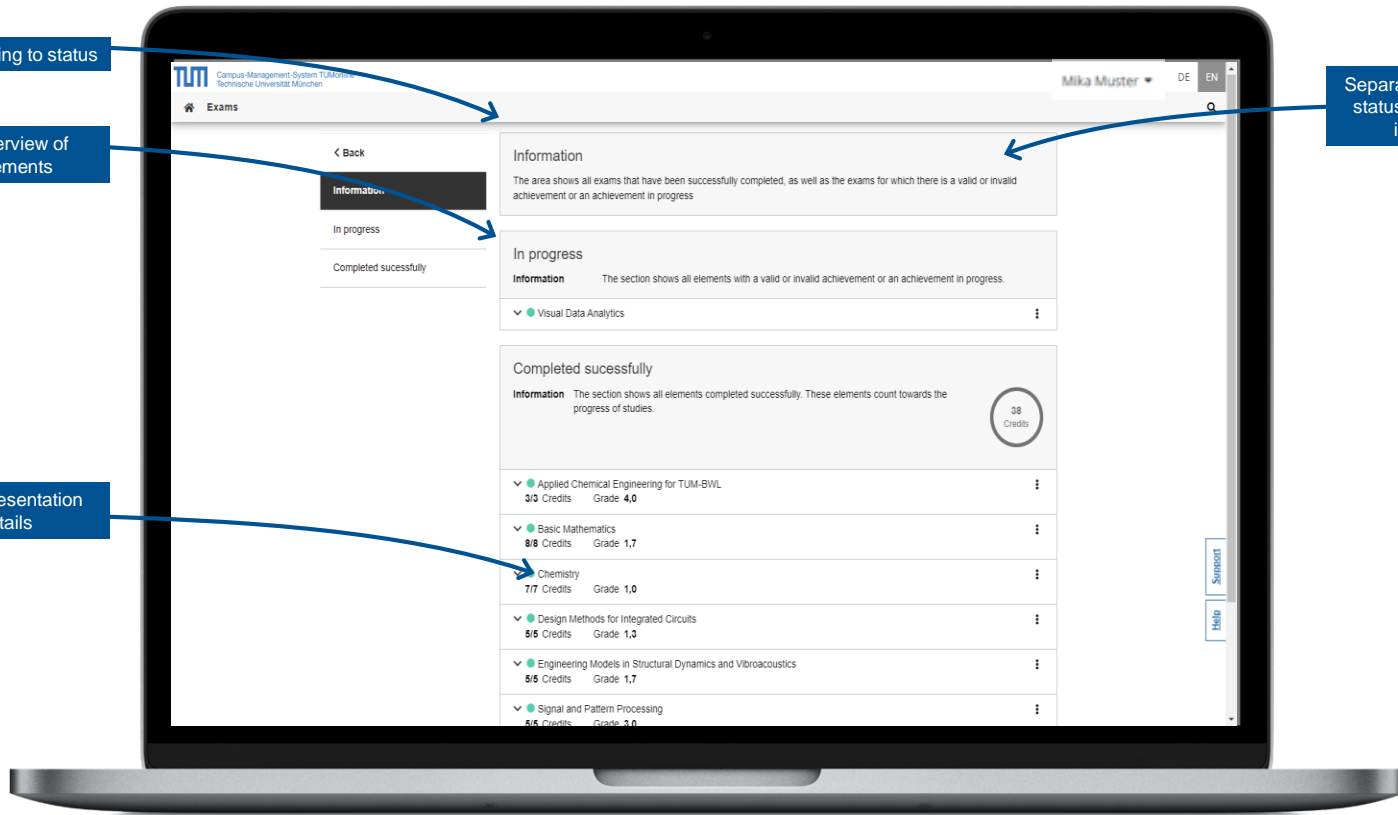 ing to status
Campus-Management-System TUMonline
Technische Universität München
Mika Muster
DE
EN
Exams
Separa
status
i
erview of
ements
Back
Information
In progress
Completed sucessfully
Information
The area shows all exams that have been successfully completed, as well as the exams for which there is a valid or invalid
achievement or an achievement in progress
In progress
Information The section shows all elements with a valid or invalid achievement or an achievement in progress.
Visual Data Analytics
Completed sucessfully
Information The section shows all elements completed successfully. These elements count towards the
progress of studies.
38
Credits
esentation
tails
Applied Chemical Engineering for TUM-BWL
3/3 Credits Grade 4,0
Basic Mathematics
8/8 Credits Grade 1,7
Chemistry
7/7 Credits Grade 1,0
Design Methods for Integrated Circuits
5/5 Credits Grade 1,3
Engineering Models in Structural Dynamics and Vibroacoustics
5/5 Credits Grade 1,7
Signal and Pattern Processing
5/5 Credits Grade 3,0
Support
Help